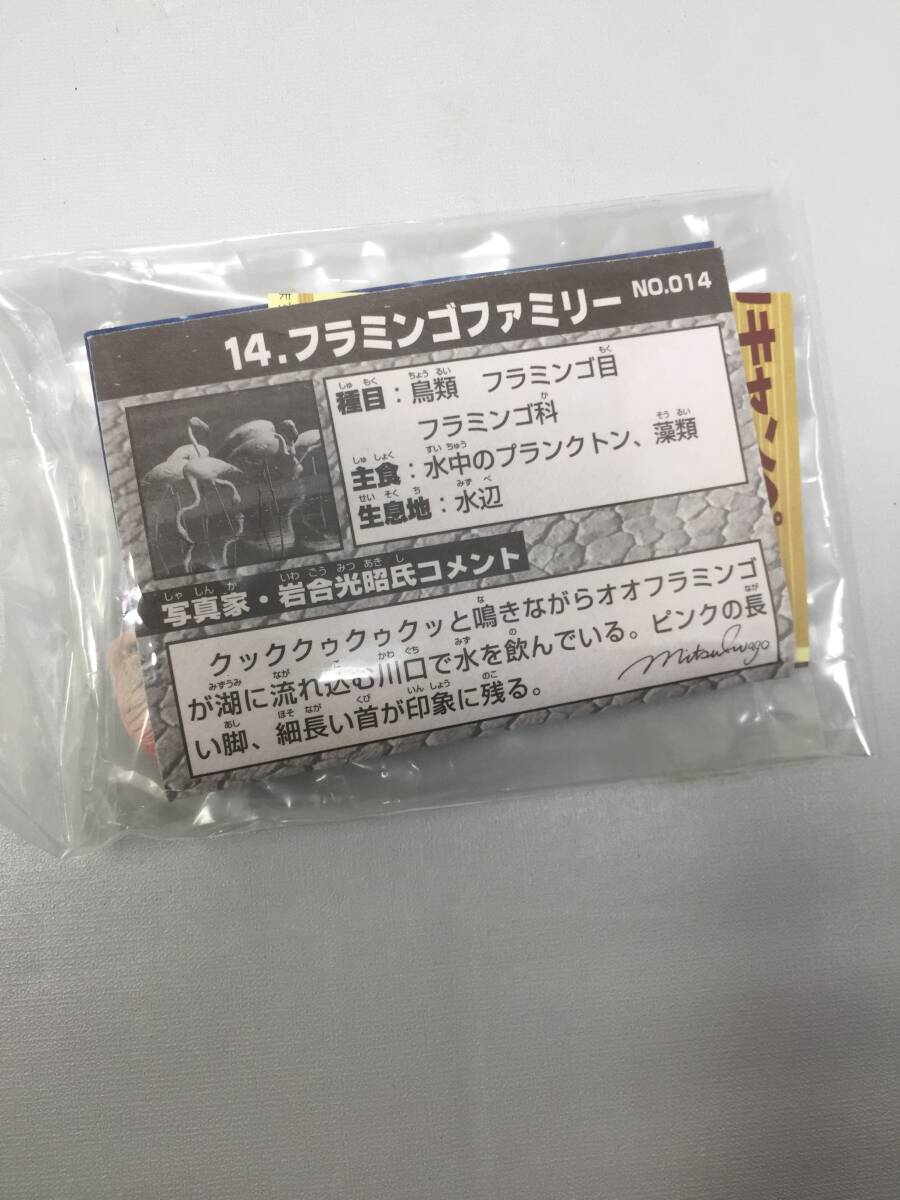 14.フラミンゴファミリー NO.014
種目：鳥類 フラミンゴ目
フラミンゴ科
主食：水中のプランクトン、藻類
生息地：水辺
写真家・岩合光昭氏コメント
クッククゥクゥクッと鳴きながらオオフラミンゴ
が湖に流れ込む川口で水を飲んでいる。ピンクの長
い脚、細長い首が印象に残る。